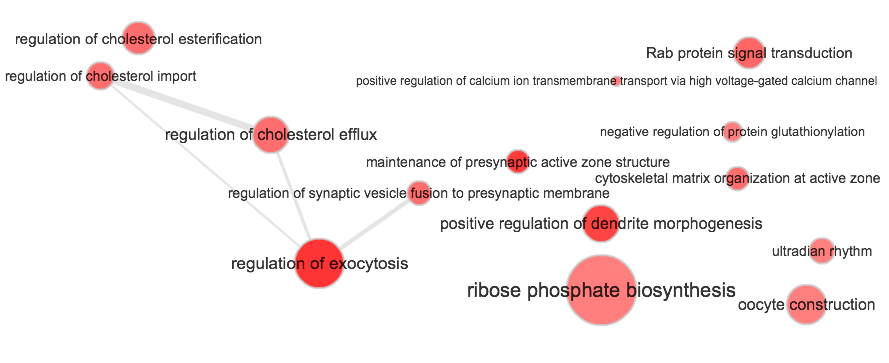 regulation of cholesterol esterification
Rab protein signal transduction
regulation of cholesterol import
positive regulation of calcium ion transmembrane transport via high voltage-gated calcium channel
regulation of cholesterol efflux
negative regulation of protein glutathionylation
maintenance of presynaptic active zone structure
cytoskeletal matrix organization at active zone
regulation of synaptic vesicle fusion to presynaptic membrane
positive regulation of dendrite morphogenesis
ultradian rhythm
regulation of exocytosis
ribose phosphate biosynthesis
oocyte construction